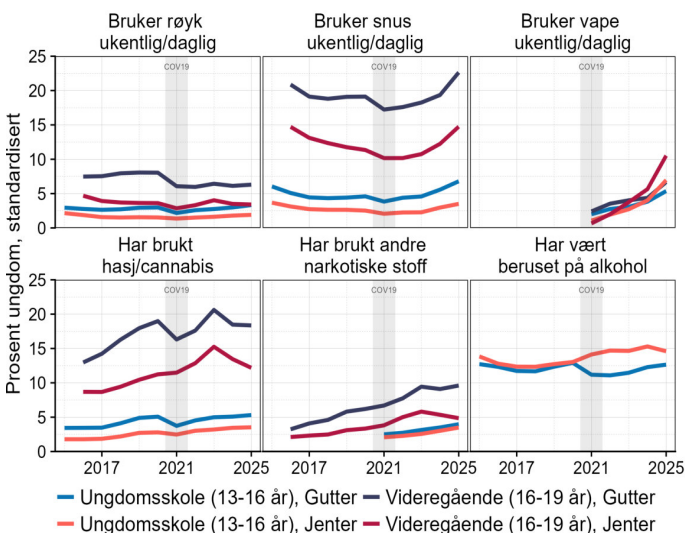 Bruker røyk
ukentlig/daglig
Bruker snus
ukentlig/daglig
Bruker vape
ukentlig/daglig
Prosent ungdom, standardisert
25
20
15
10
5
0
COV19
COV19
COV19
Har brukt
hasj/cannabis
Har brukt andre
narkotiske stoff
Har vært
beruset på alkohol
25
20
15
10
5
0
COV19
COV19
COV19
2017 2021 2025
2017 2021 2025
2017 2021 2025
Ungdomsskole (13-16 år), Gutter
Videregående (16-19 år), Gutter
Ungdomsskole (13-16 år), Jenter
Videregående (16-19 år), Jenter